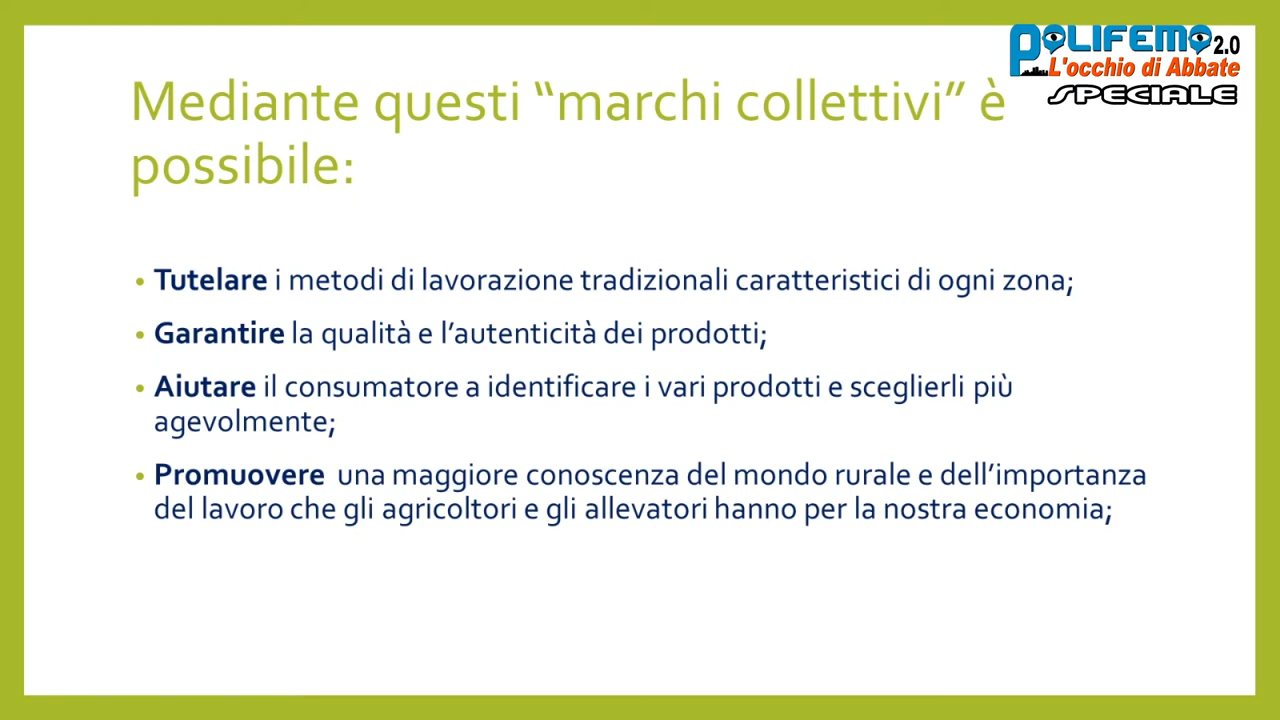 POLIFEMO 2.0
L'occhio di Abbate
SPECIALE
Mediante questi “marchi collettivi” è
possibile:
• Tutelare i metodi di lavorazione tradizionali caratteristici di ogni zona;
• Garantire la qualità e l’autenticità dei prodotti;
• Aiutare il consumatore a identificare i vari prodotti e sceglierli più
agevolmente;
• Promuovere una maggiore conoscenza del mondo rurale e dell’importanza
del lavoro che gli agricoltori e gli allevatori hanno per la nostra economia;